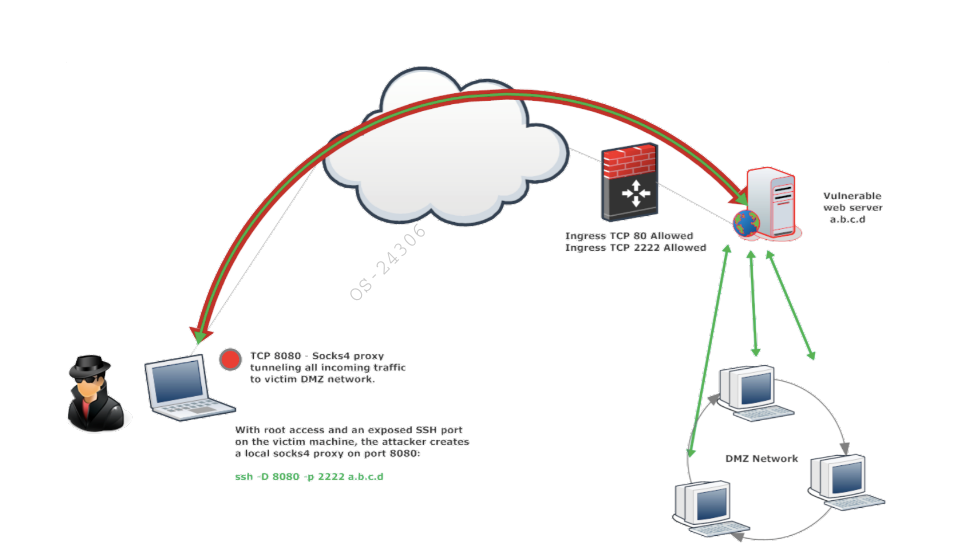 Vulnerable
web server
a.b.c.d
Ingress TCP 80 Allowed
Ingress TCP 2222 Allowed
OS-24306
TCP 8080 - Socks4 proxy
tunneling all incoming traffic
to victim DMZ network.
With root access and an exposed SSH port
on the victim machine, the attacker creates
a local socks4 proxy on port 8080:
ssh -D 8080 -p 2222 a.b.c.d
DMZ Network